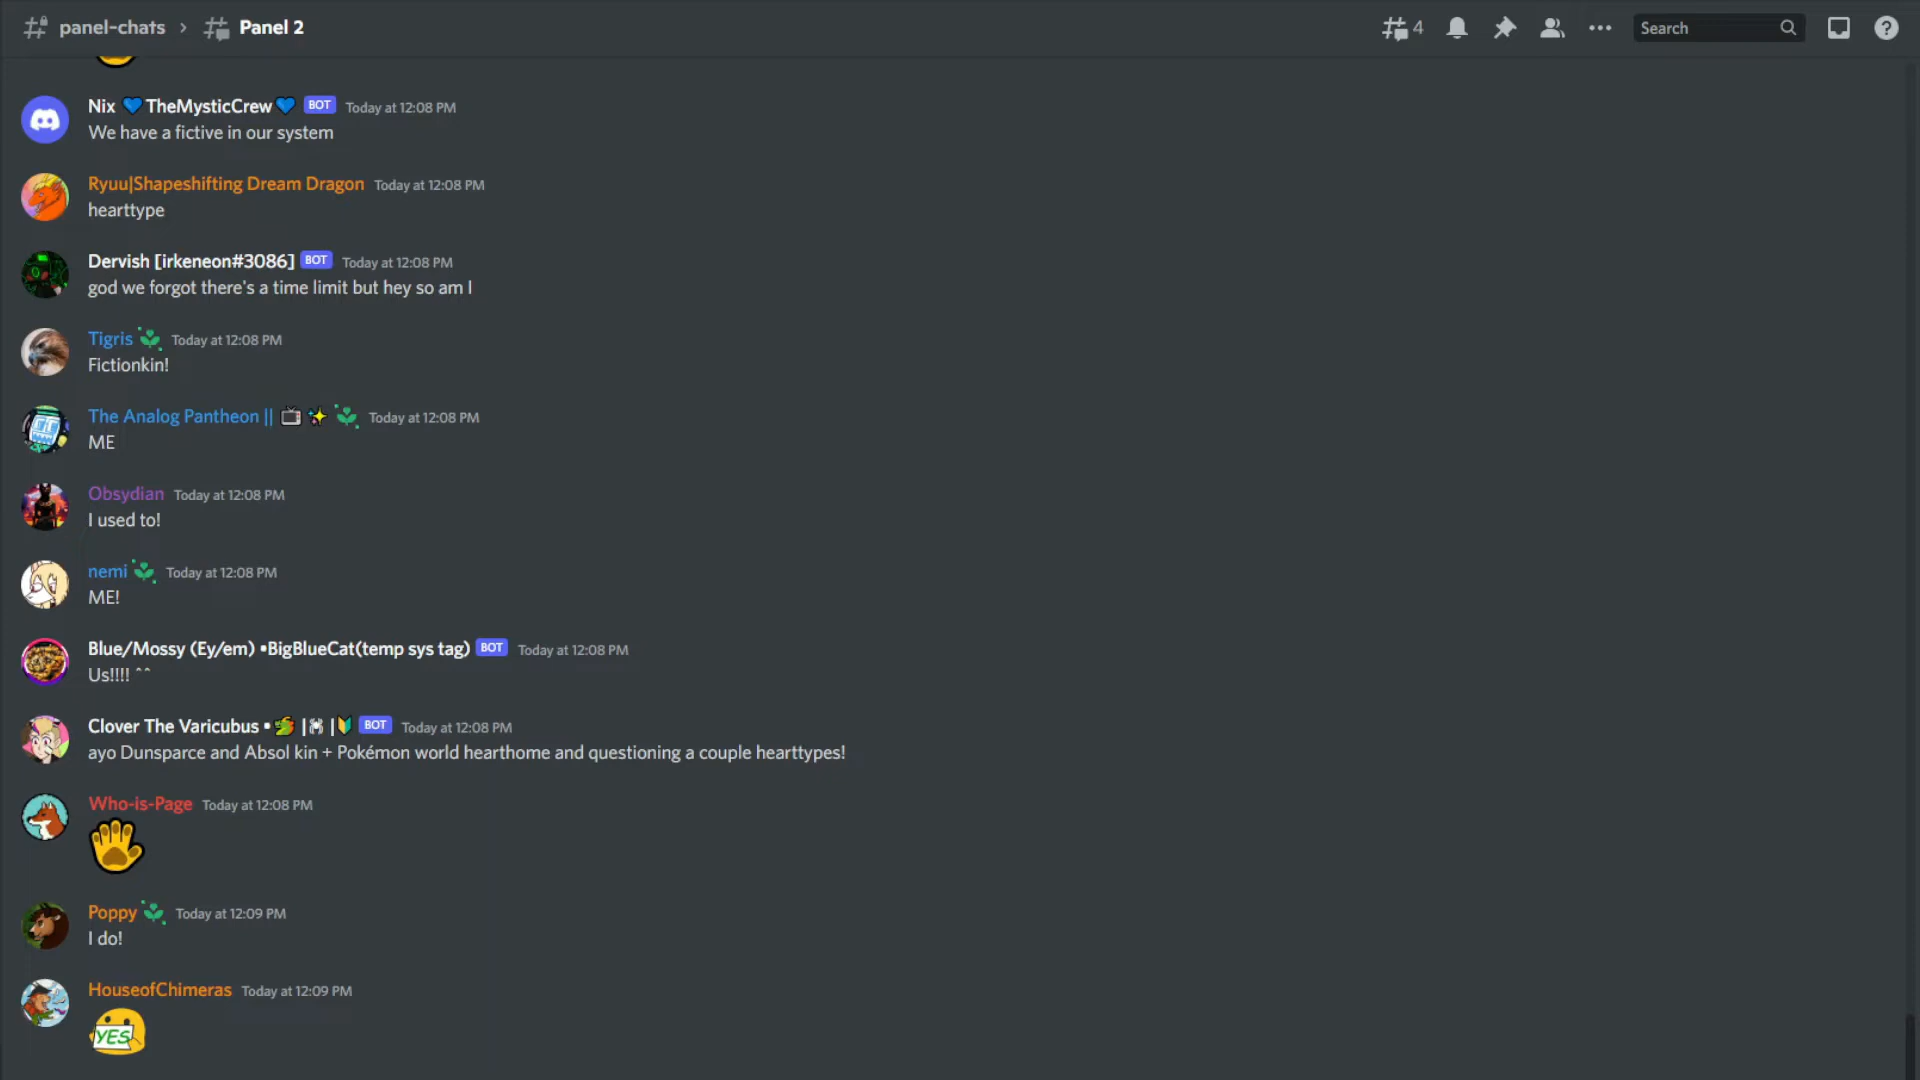 panel-chats › Panel 2
4
Search
Nix 💙TheMysticCrew💙 BOT Today at 12:08 PM
We have a fictive in our system
Ryuu|Shapeshifting Dream Dragon Today at 12:08 PM
hearttype
Dervish [irkeneon#3086] BOT Today at 12:08 PM
god we forgot there's a time limit but hey so am I
Tigris Today at 12:08 PM
Fictionkin!
The Analog Pantheon || 📺 ✨ Today at 12:08 PM
ME
Obsydian Today at 12:08 PM
I used to!
nemi Today at 12:08 PM
ME!
Blue/Mossy (Ey/em) •BigBlueCat(temp sys tag) BOT Today at 12:08 PM
Us!!!! ^^
Clover The Varicubus • 🐲 |🕷 |🔰 BOT Today at 12:08 PM
ayo Dunsparce and Absol kin + Pokémon world hearthome and questioning a couple hearttypes!
Who-is-Page Today at 12:08 PM
Poppy Today at 12:09 PM
I do!
HouseofChimeras Today at 12:09 PM
YES